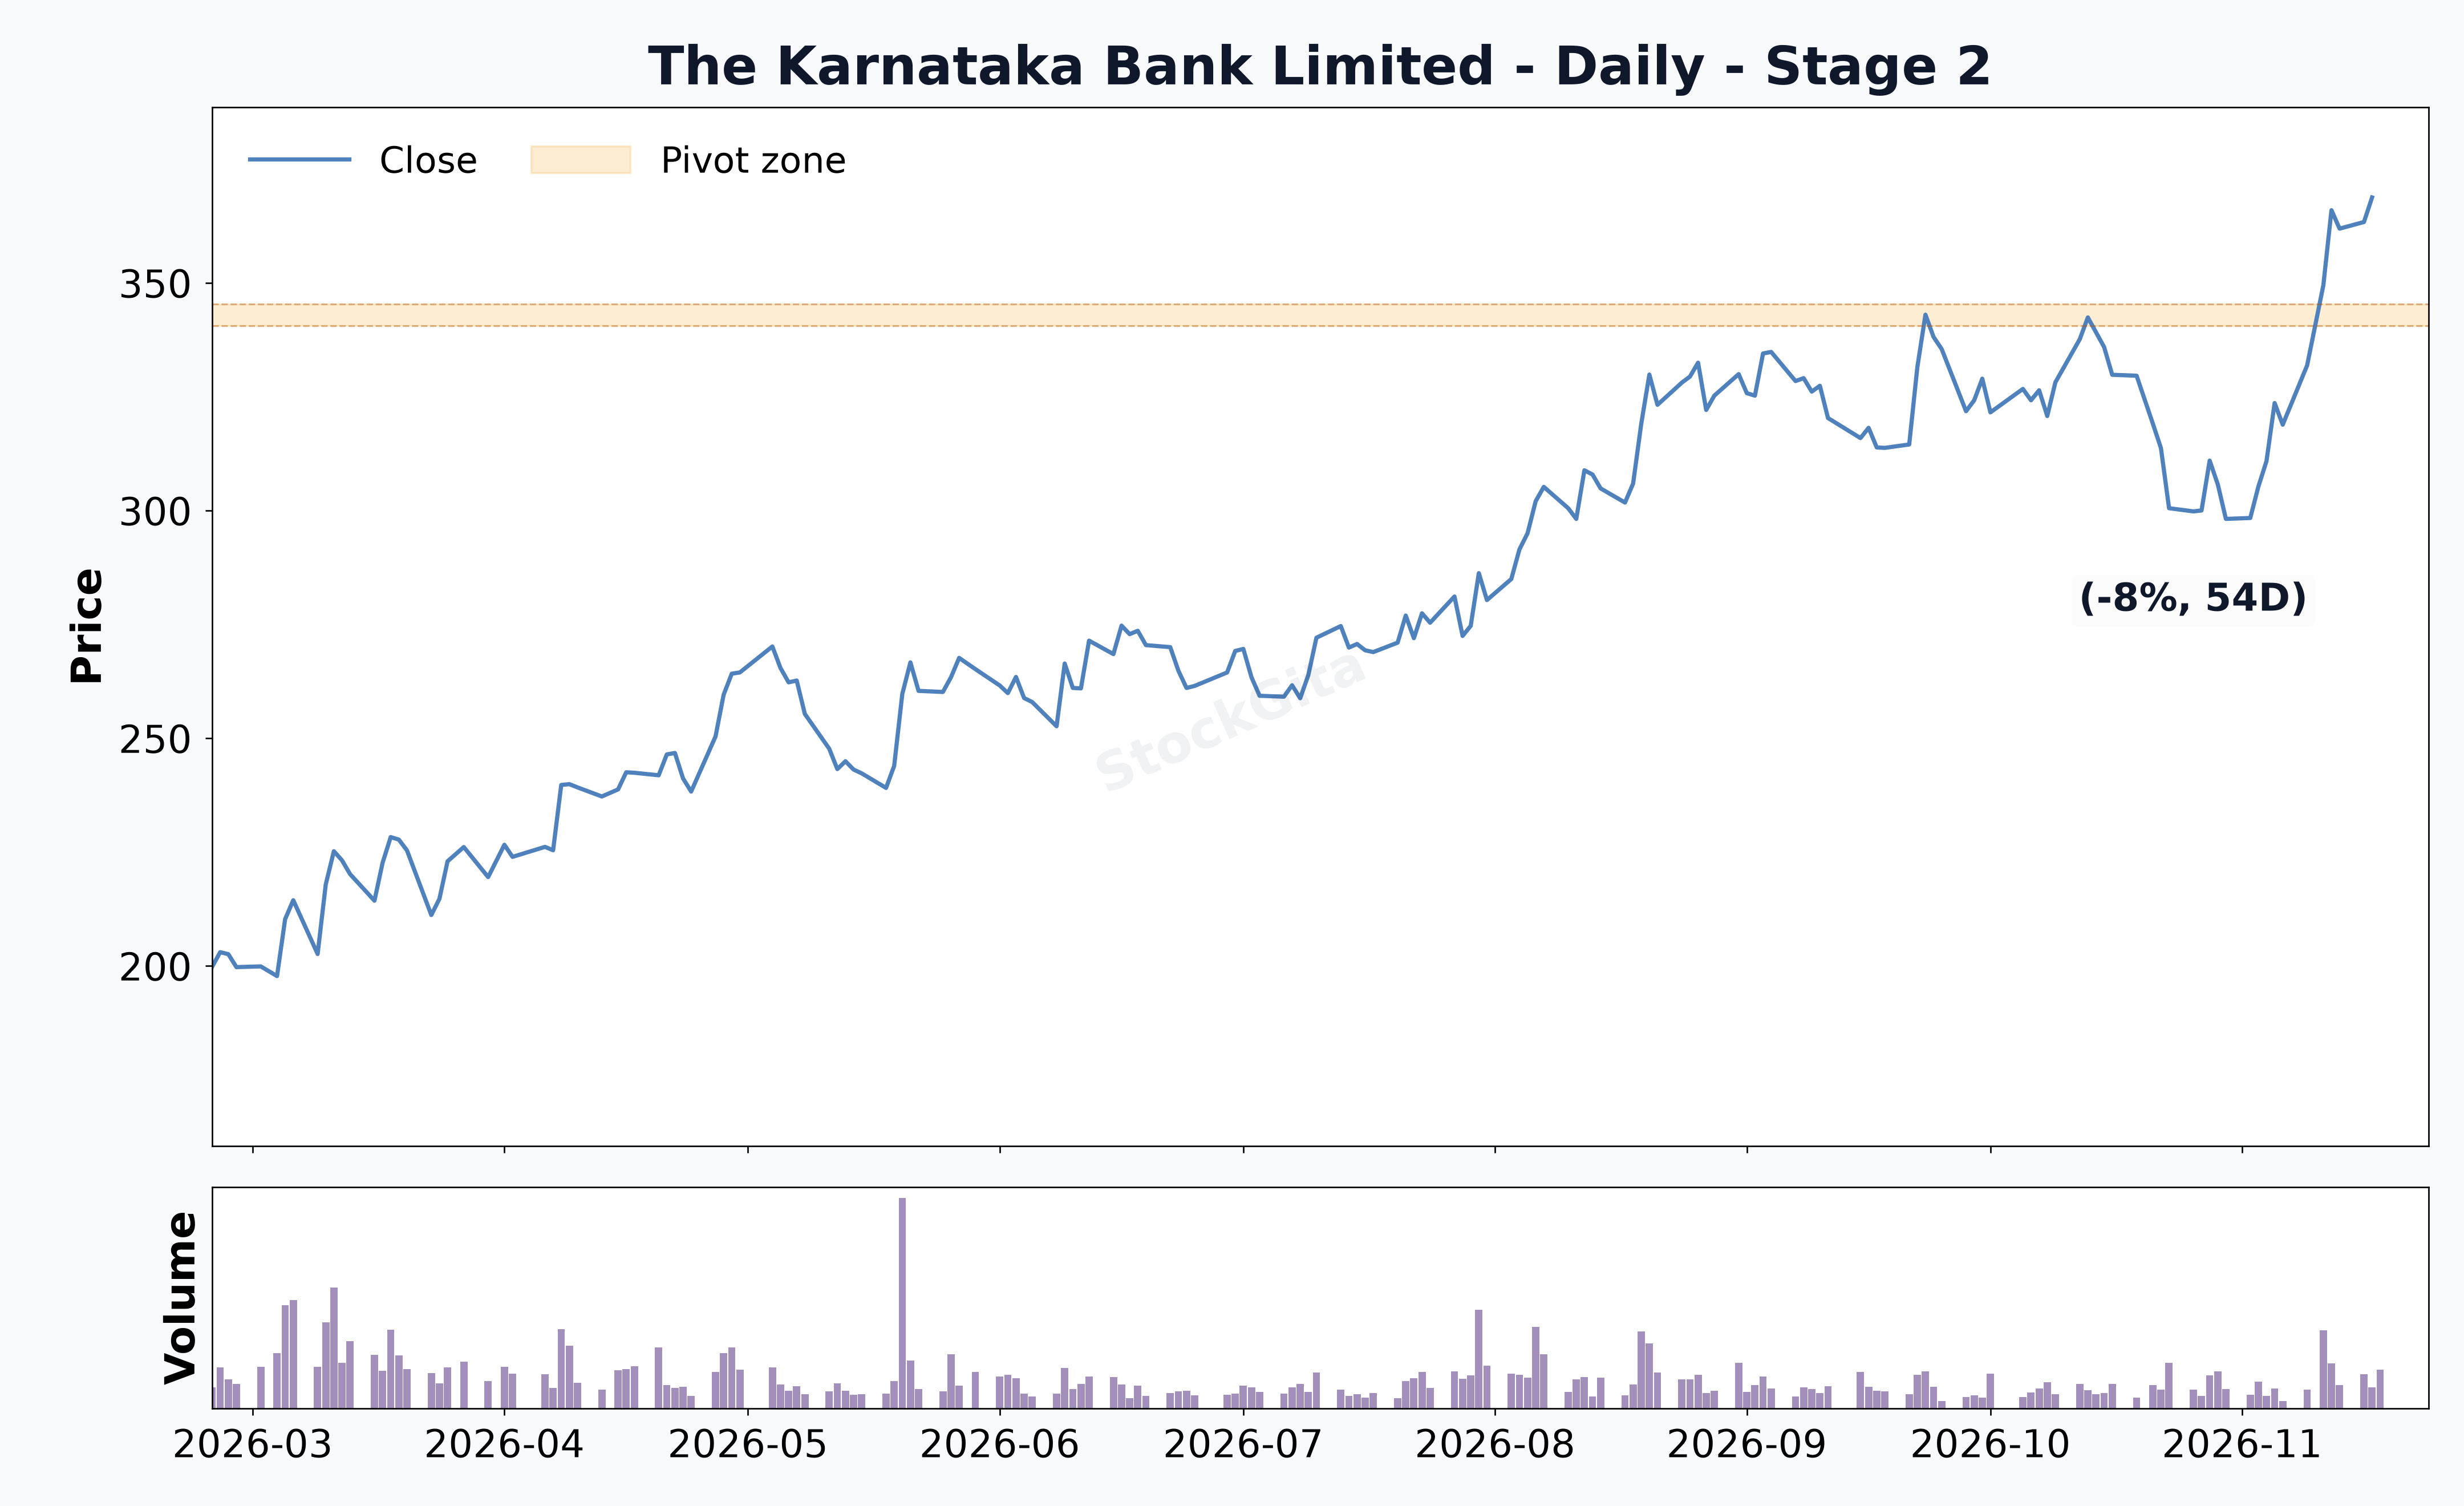 The Karnataka Bank Limited - Daily - Stage 2
Close
Pivot zone
350
300
250
200
Price
(-8%, 54D)
StockGita
Volume
2026-03
2026-04
2026-05
2026-06
2026-07
2026-08
2026-09
2026-10
2026-11